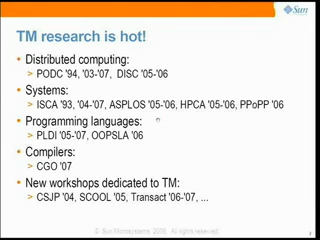 Sun
TM research is hot!
• Distributed computing:
> PODC '94, '03-'07, DISC '05-'06
• Systems:
> ISCA '93, '04-'07, ASPLOS '05-'06, HPCA '05-'06, PPoPP '06
• Programming languages:
> PLDI '05-'07, OOPSLA '06
• Compilers:
> CGO '07
• New workshops dedicated to TM:
> CSJP '04, SCOOL '05, Transact '06-'07, ...
© Sun Microsystems, 2008. All rights reserved.